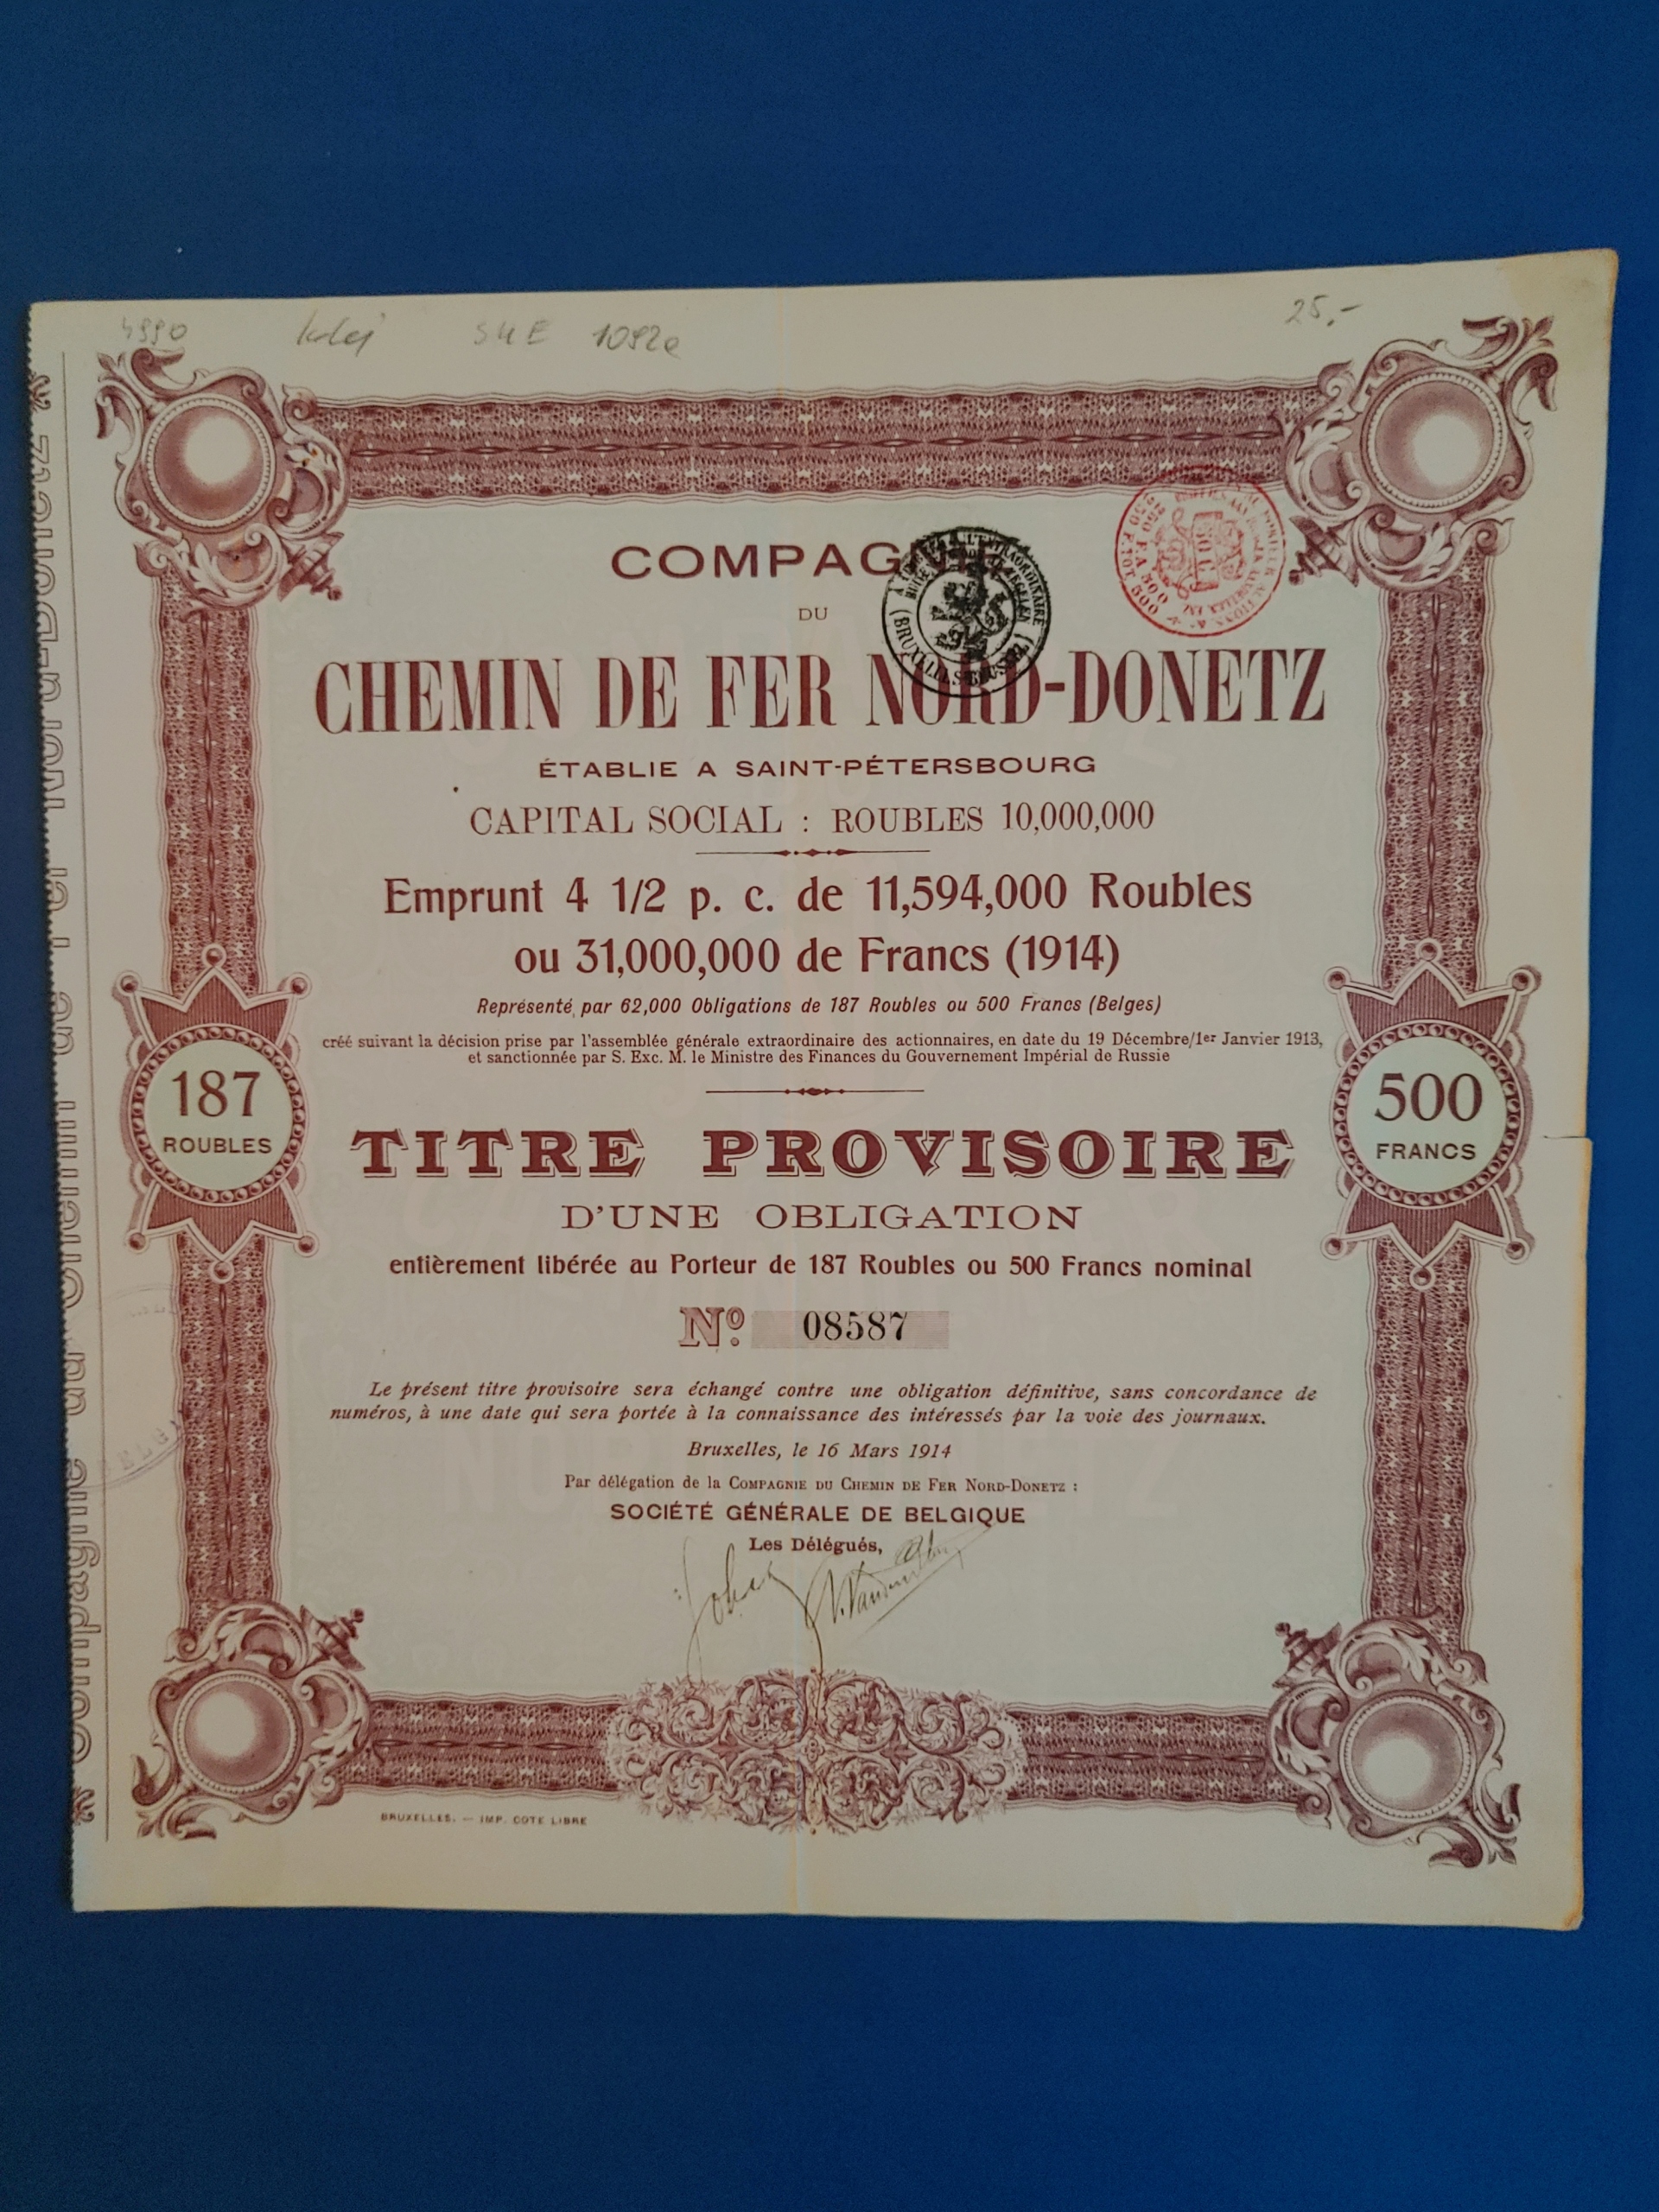 25,-
1092e
COMPAGNIE
DU
CHEMIN DE FER NORD-DONETZ
ÉTABLIE A SAINT-PÉTERSBOURG
CAPITAL SOCIAL : ROUBLES 10,000,000
Emprunt 4 1/2 p. c. de 11,594,000 Roubles
ou 31,000,000 de Francs (1914)
Représenté par 62,000 Obligations de 187 Roubles ou 500 Francs (Belges)
créé suivant la décision prise par l'assemblée générale extraordinaire des actionnaires, en date du 19 Décembre/1er Janvier 1913,
et sanctionnée par S. Exc. M. le Ministre des Finances du Gouvernement Impérial de Russie
187
ROUBLES
500
FRANCS
TITRE PROVISOIRE
D'UNE OBLIGATION
entièrement libérée au Porteur de 187 Roubles ou 500 Francs nominal
No. 08587
Le présent titre provisoire sera échangé contre une obligation définitive, sans concordance de
numéros, à une date qui sera portée à la connaissance des intéressés par la voie des journaux.
Bruxelles, le 16 Mars 1914
Par délégation de la COMPAGNIE DU CHEMIN DE FER NORD-DONETZ :
SOCIÉTÉ GÉNÉRALE DE BELGIQUE
Les Délégués,
BRUXELLES. — IMP. COTE LIBRE
Compagnie du Chemin de Fer Nord-Donetz